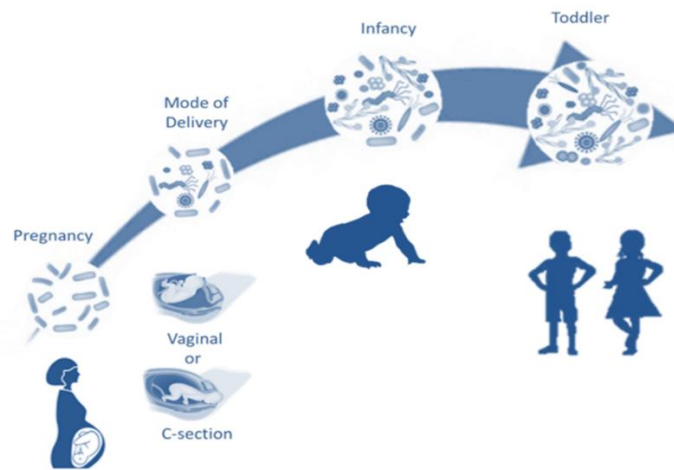 Toddler
Infancy
Mode of
Delivery
Pregnancy
Vaginal
or
C-section